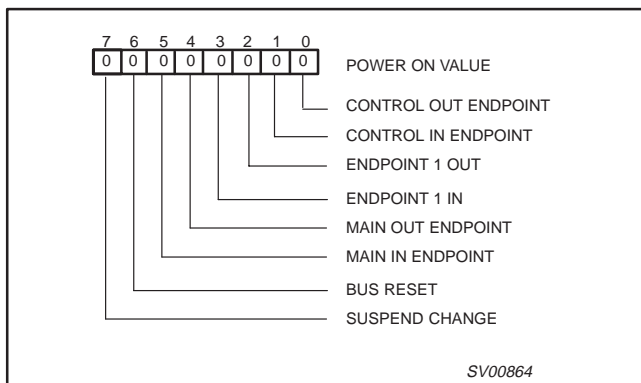 7 6 5 4 3 2 1 0
0 0 0 0 0 0 0 0 POWER ON VALUE
CONTROL OUT ENDPOINT
CONTROL IN ENDPOINT
ENDPOINT 1 OUT
ENDPOINT 1 IN
MAIN OUT ENDPOINT
MAIN IN ENDPOINT
BUS RESET
SUSPEND CHANGE
SV00864